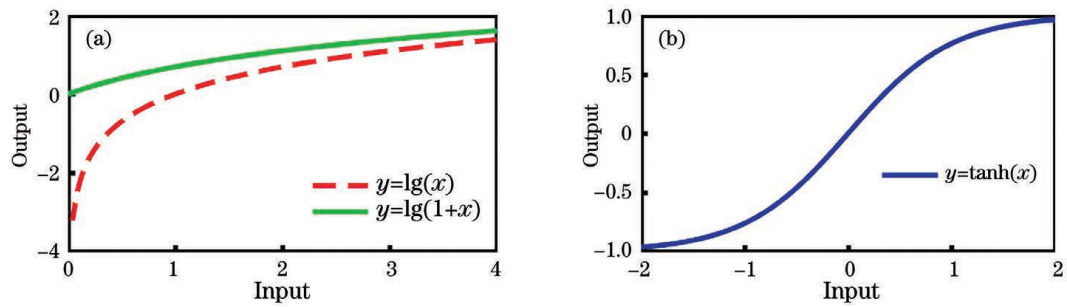 (a)
2
0
−2
−4
Output
0 1 2 3 4
Input
y=lg(x)
y=lg(1+x)
(b)
1.0
0.5
0
−0.5
−1.0
Output
−2 −1 0 1 2
Input
y=tanh(x)